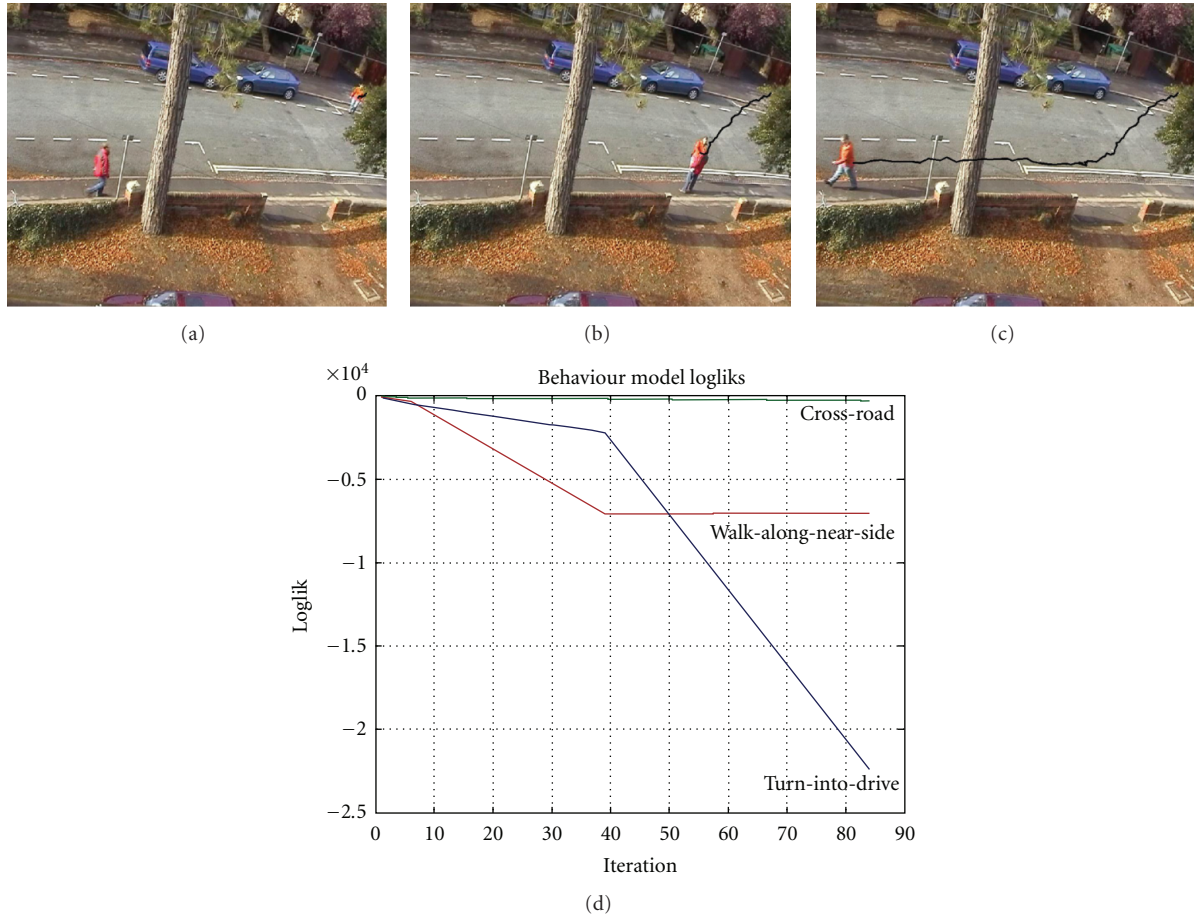 (a)
(b)
(c)
×10⁴
Behaviour model logliks
0
−0.5
−1
−1.5
−2
−2.5
Loglik
Cross-road
Walk-along-near-side
Turn-into-drive
0 10 20 30 40 50 60 70 80 90
Iteration
(d)